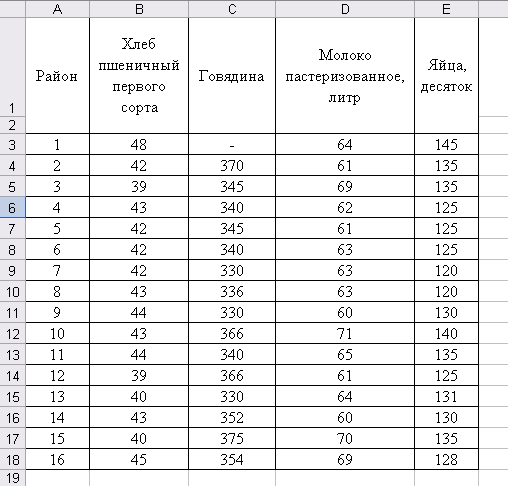 A B C D E
1 Район Хлеб пшеничный первого сорта Говядина Молоко пастеризованное, литр Яйца, десяток
2
3 1 48 - 64 145
4 2 42 370 61 135
5 3 39 345 69 135
6 4 43 340 62 125
7 5 42 345 61 125
8 6 42 340 63 125
9 7 42 330 63 120
10 8 43 336 63 120
11 9 44 330 60 130
12 10 43 366 71 140
13 11 44 340 65 135
14 12 39 366 61 125
15 13 40 330 64 131
16 14 43 352 60 130
17 15 40 375 70 135
18 16 45 354 69 128
19